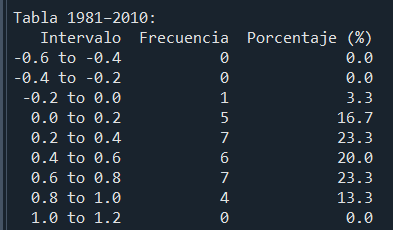 Tabla 1981–2010:
Intervalo  Frecuencia  Porcentaje (%)
-0.6 to -0.4  0  0.0
-0.4 to -0.2  0  0.0
-0.2 to 0.0  1  3.3
0.0 to 0.2  5  16.7
0.2 to 0.4  7  23.3
0.4 to 0.6  6  20.0
0.6 to 0.8  7  23.3
0.8 to 1.0  4  13.3
1.0 to 1.2  0  0.0